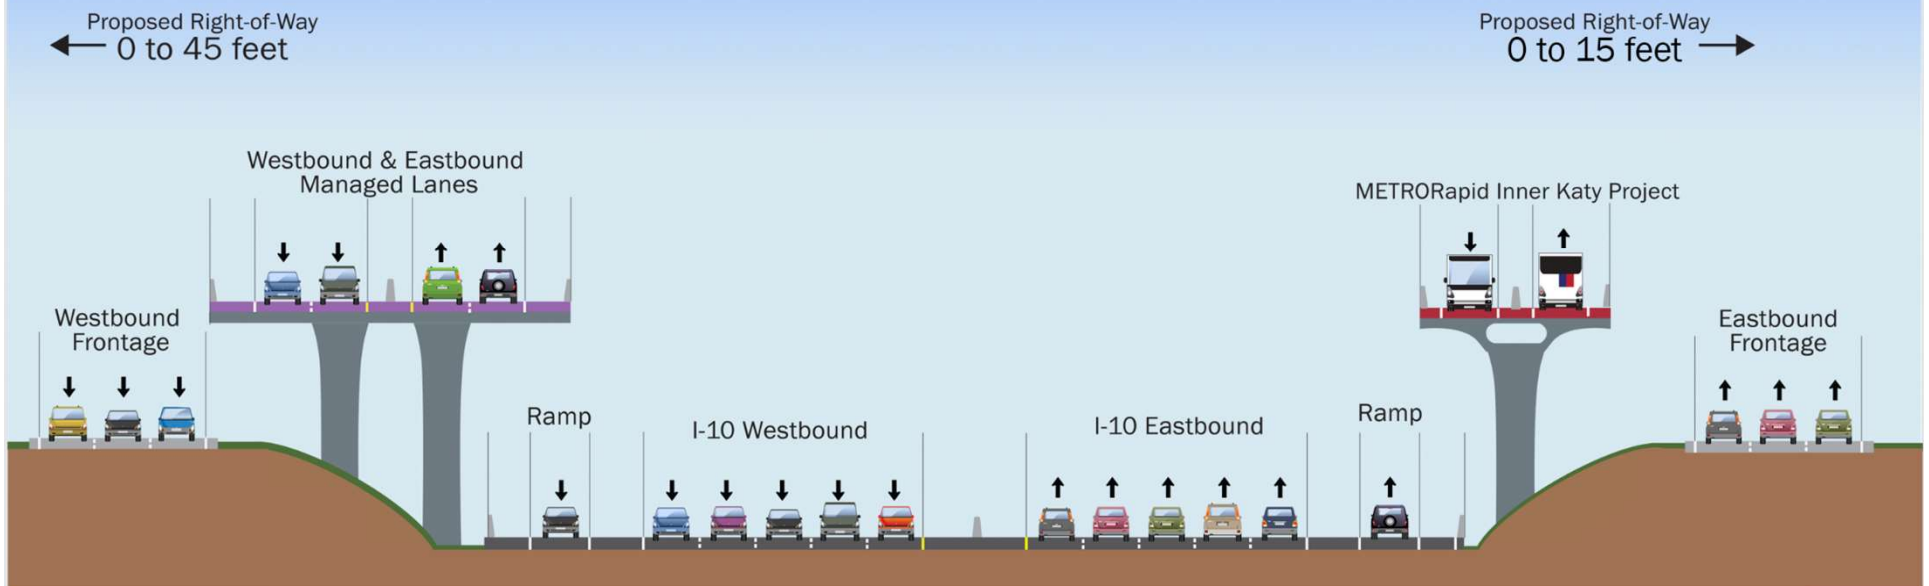 Proposed Right-of-Way
0 to 45 feet
Proposed Right-of-Way
0 to 15 feet
Westbound & Eastbound
Managed Lanes
METRORapid Inner Katy Project
Westbound
Frontage
Eastbound
Frontage
Ramp
I-10 Westbound
I-10 Eastbound
Ramp